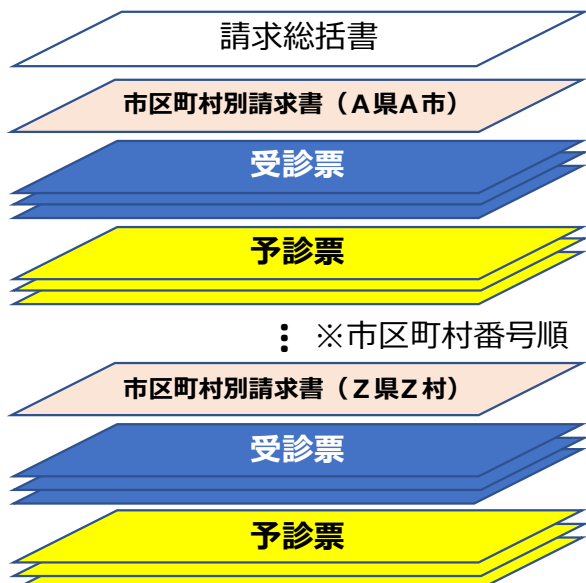 請求総括書
市区町村別請求書（A県A市）
受診票
予診票
⋮ ※市区町村番号順
市区町村別請求書（Z県Z村）
受診票
予診票